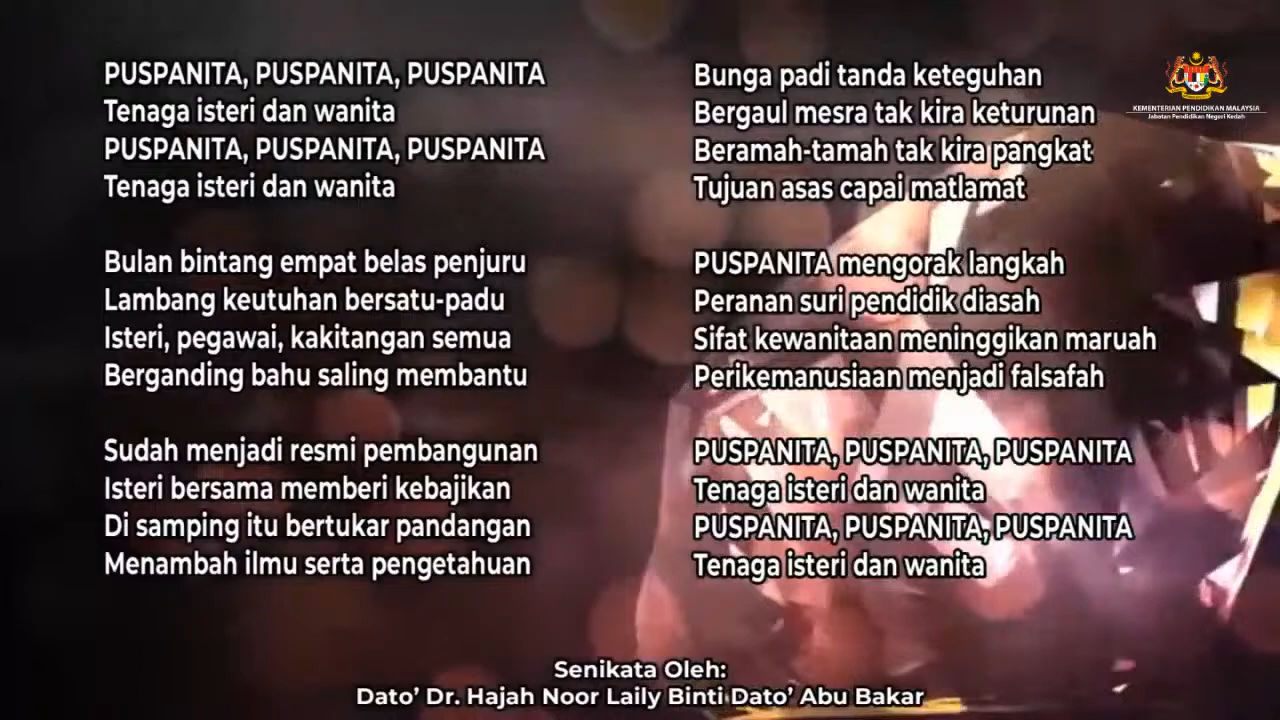 PUSPANITA, PUSPANITA, PUSPANITA
Tenaga isteri dan wanita
PUSPANITA, PUSPANITA, PUSPANITA
Tenaga isteri dan wanita
Bulan bintang empat belas penjuru
Lambang keutuhan bersatu-padu
Isteri, pegawai, kakitangan semua
Berganding bahu saling membantu
Sudah menjadi resmi pembangunan
Isteri bersama memberi kebajikan
Di samping itu bertukar pandangan
Menambah ilmu serta pengetahuan
Bunga padi tanda keteguhan
Bergaul mesra tak kira keturunan
Beramah-tamah tak kira pangkat
Tujuan asas capai matlamat
PUSPANITA mengorak langkah
Peranan suri pendidik diasah
Sifat kewanitaan meninggikan maruah
Perikemanusiaan menjadi falsafah
PUSPANITA, PUSPANITA, PUSPANITA
Tenaga isteri dan wanita
PUSPANITA, PUSPANITA, PUSPANITA
Tenaga isteri dan wanita
KEMENTERIAN PENDIDIKAN MALAYSIA
Jabatan Pendidikan Negeri Kedah
Senikata Oleh:
Dato’ Dr. Hajah Noor Laily Binti Dato’ Abu Bakar